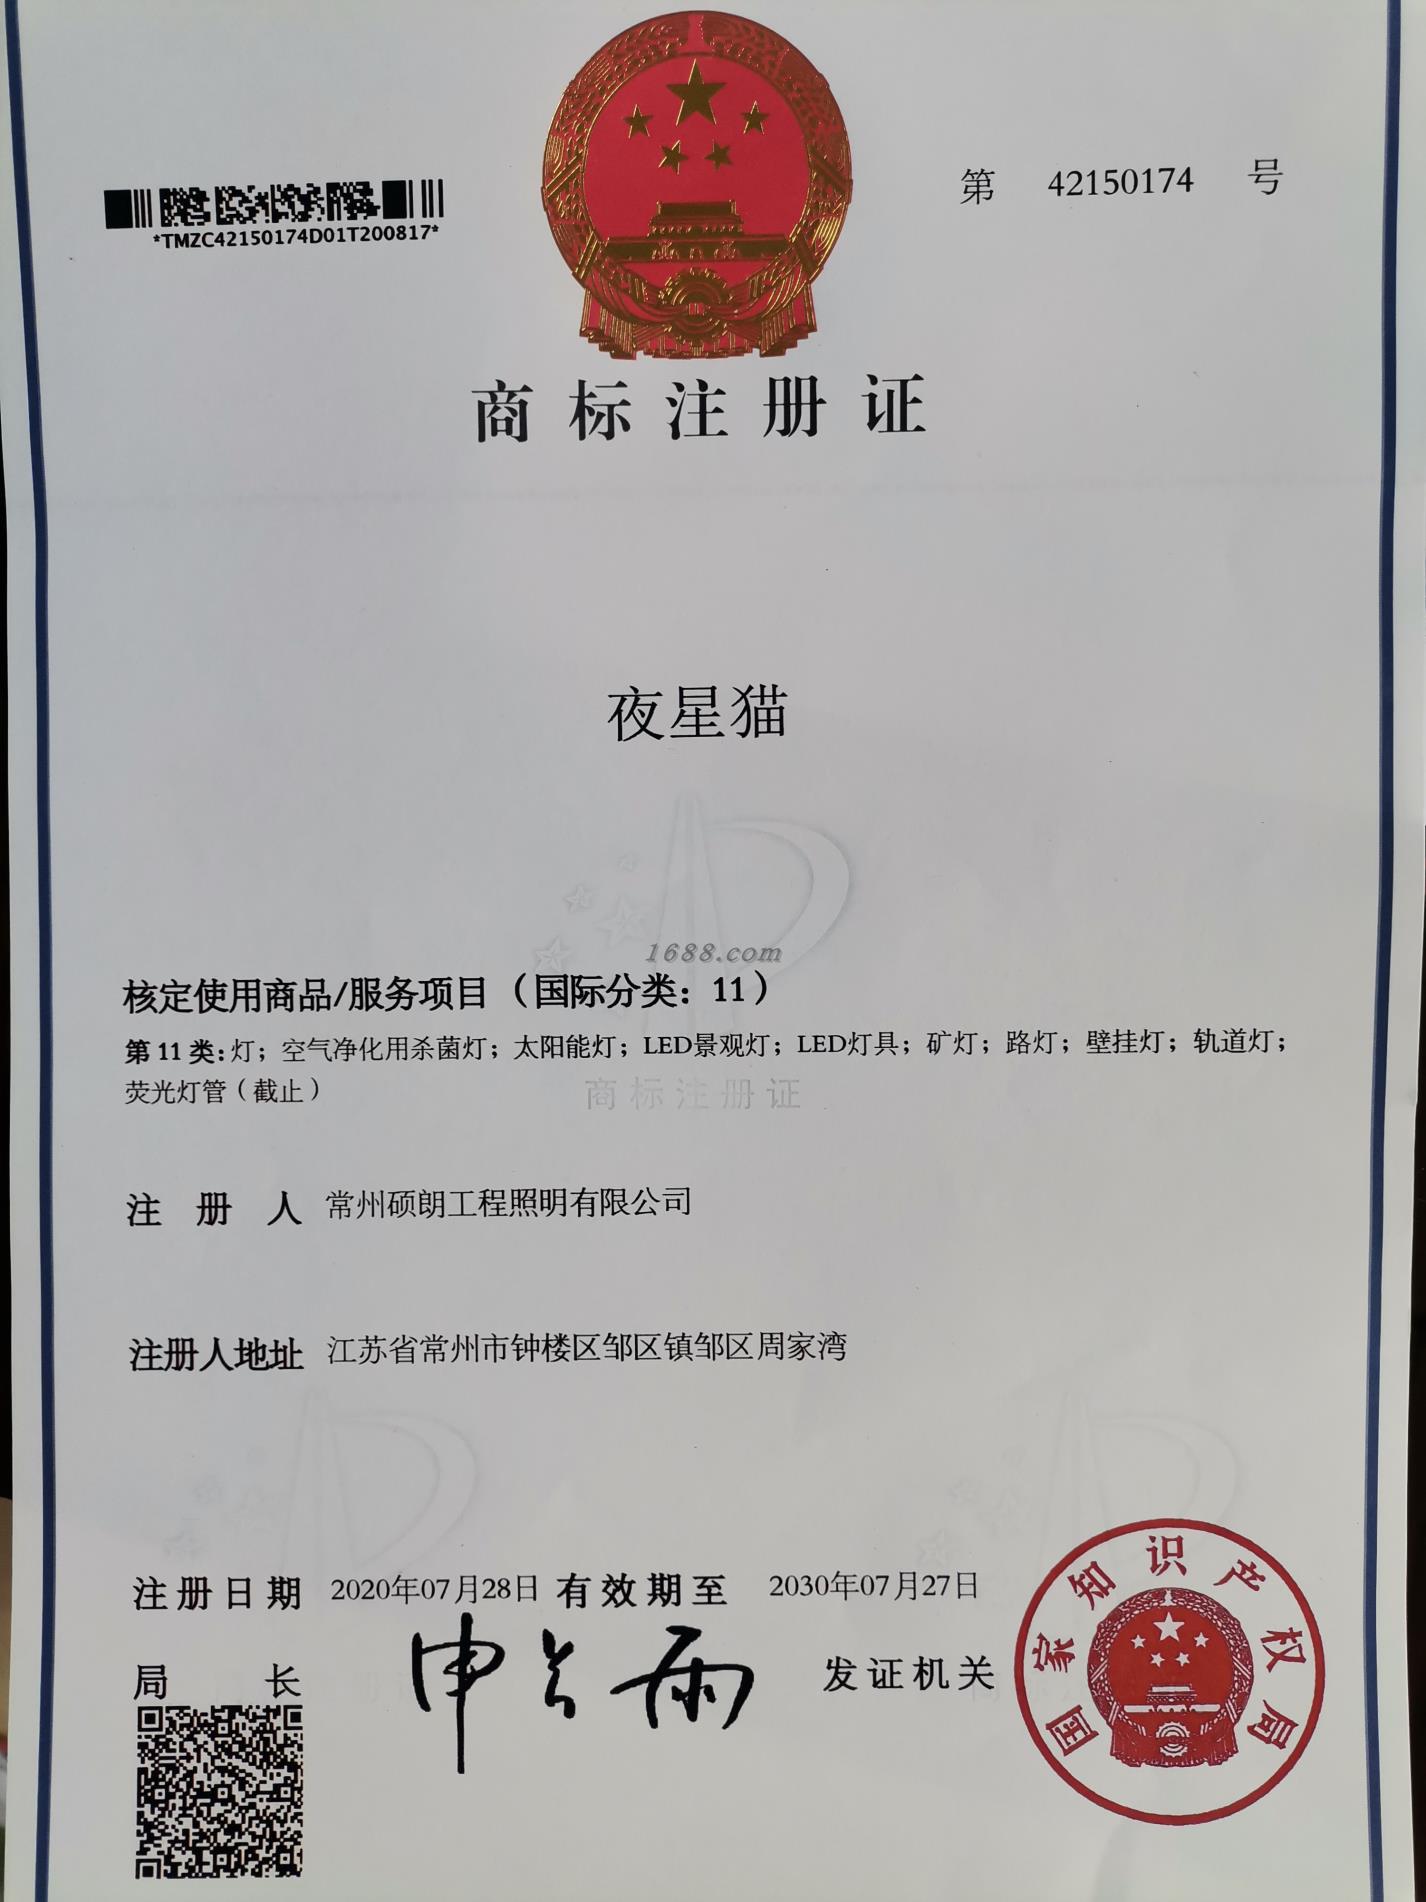 第 42150174 号
*TMZC42150174D01T200817*
商标注册证
夜星猫
1688.com
核定使用商品/服务项目（国际分类：11）
第 11 类：灯；空气净化用杀菌灯；太阳能灯；LED景观灯；LED灯具；矿灯；路灯；壁挂灯；轨道灯；
荧光灯管（截止）
商标注册证
注册人 常州硕朗工程照明有限公司
注册人地址 江苏省常州市钟楼区邹区镇邹区周家湾
注册日期 2020年07月28日 有效期至 2030年07月27日
局长 申长雨 发证机关
国家知识产权局